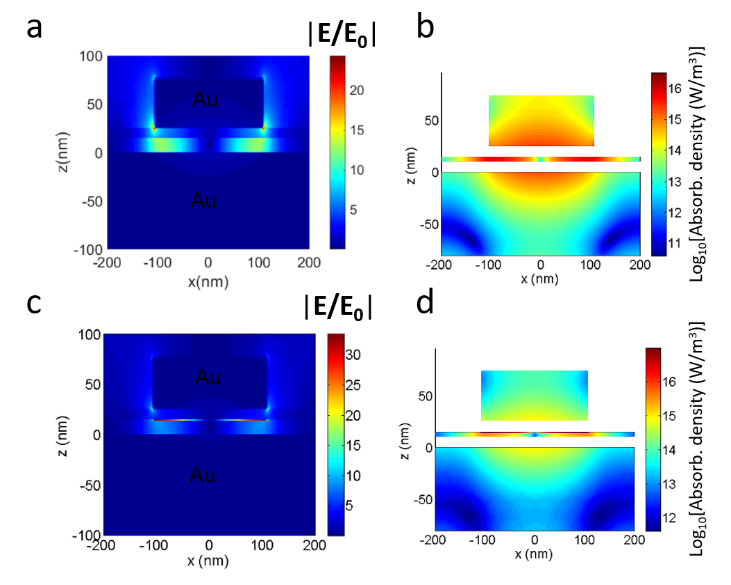 a
|E/E0|
100
50
0
-50
-100
z(nm)
-200
-100
0
100
200
x(nm)
Au
Au
20
15
10
5
b
50
0
-50
z (nm)
-200
-100
0
100
200
x (nm)
16
15
14
13
12
11
Log10[Absorb. density (W/m3)]
c
|E/E0|
100
50
0
-50
-100
z (nm)
-200
-100
0
100
200
x (nm)
Au
Au
30
25
20
15
10
5
d
50
0
-50
z (nm)
-200
-100
0
100
200
x (nm)
16
15
14
13
12
Log10[Absorb. density (W/m3)]